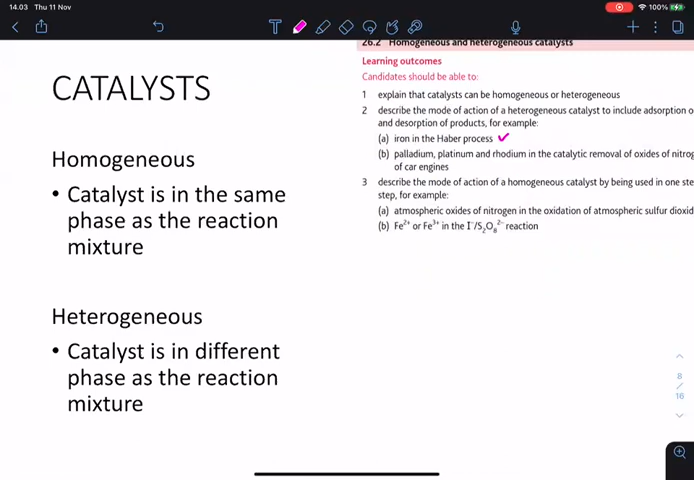 14.03 Thu 11 Nov
100%
26.2 Homogeneous and heterogeneous catalysts
Learning outcomes
Candidates should be able to:
1 explain that catalysts can be homogeneous or heterogeneous
2 describe the mode of action of a heterogeneous catalyst to include adsorption o
and desorption of products, for example:
(a) iron in the Haber process
(b) palladium, platinum and rhodium in the catalytic removal of oxides of nitrog
of car engines
3 describe the mode of action of a homogeneous catalyst by being used in one ste
step, for example:
(a) atmospheric oxides of nitrogen in the oxidation of atmospheric sulfur dioxid
(b) Fe²⁺ or Fe³⁺ in the I⁻/S₂O₈²⁻ reaction
CATALYSTS
Homogeneous
• Catalyst is in the same
phase as the reaction
mixture
Heterogeneous
• Catalyst is in different
phase as the reaction
mixture
8
/
16